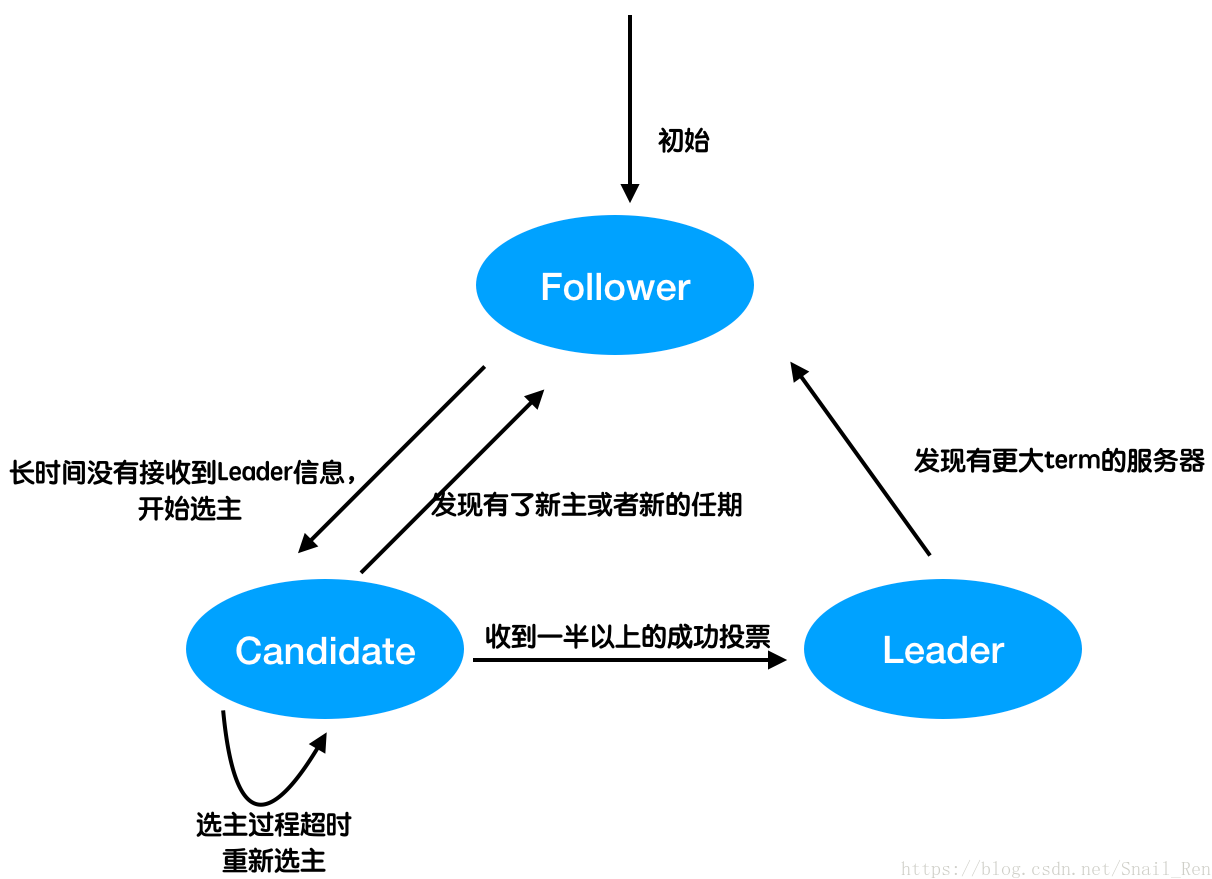 初始
Follower
长时间没有接收到Leader信息，
开始选主
发现有了新主或者新的任期
发现有更大term的服务器
Candidate
收到一半以上的成功投票
Leader
选主过程超时
重新选主
https://blog.csdn.net/Snail_Ren